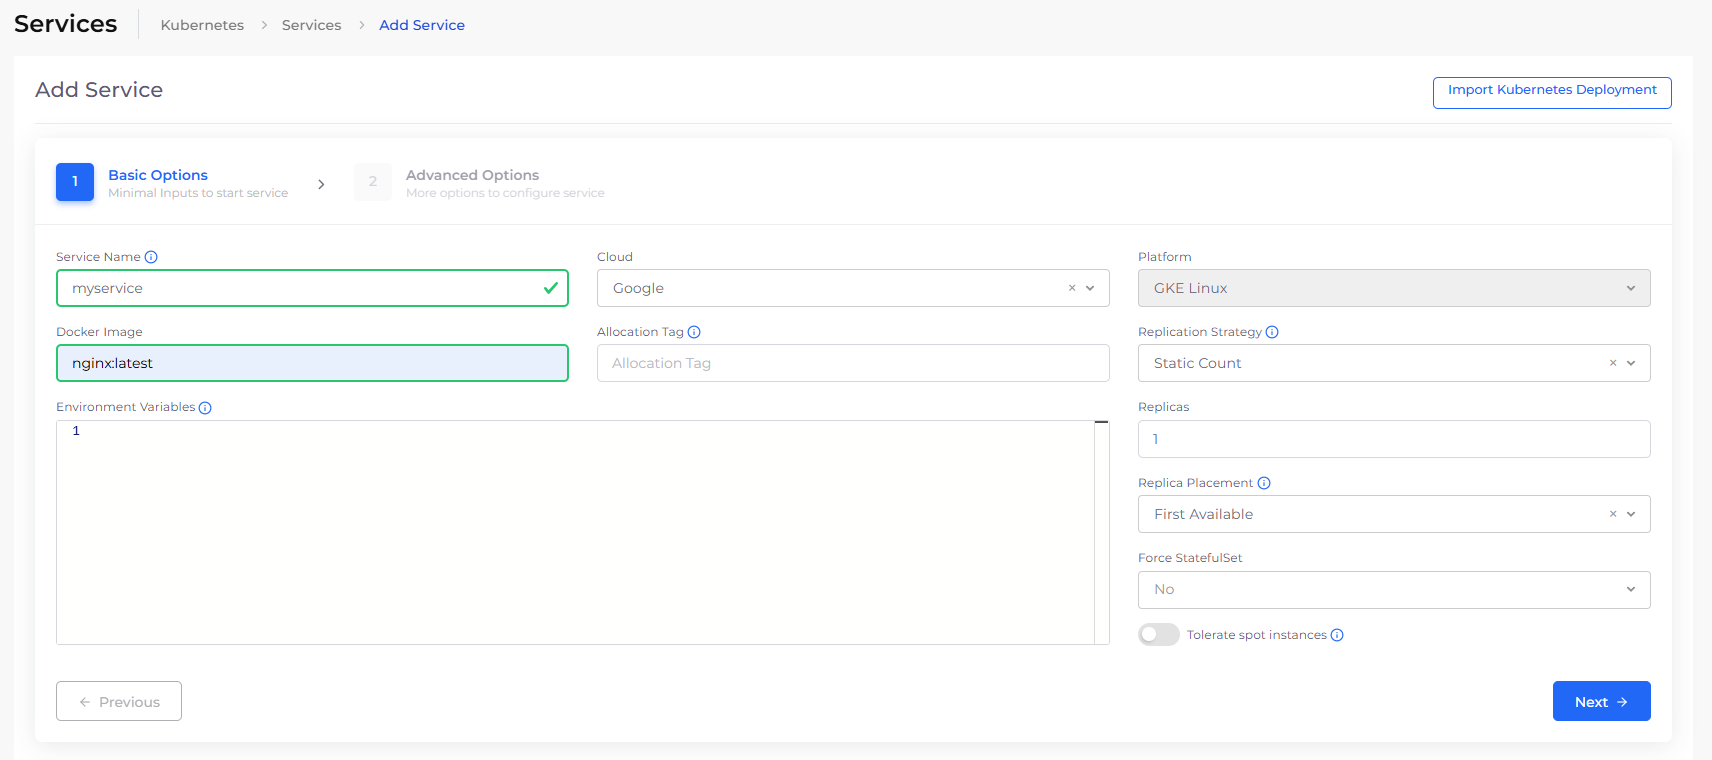 Services
Kubernetes > Services > Add Service
Add Service
Import Kubernetes Deployment
1
Basic Options
Minimal Inputs to start service
2
Advanced Options
More options to configure service
Service Name
myservice
Cloud
Google
Platform
GKE Linux
Docker Image
nginx:latest
Allocation Tag
Allocation Tag
Replication Strategy
Static Count
Environment Variables
1
Replicas
1
Replica Placement
First Available
Force StatefulSet
No
Tolerate spot instances
Previous
Next